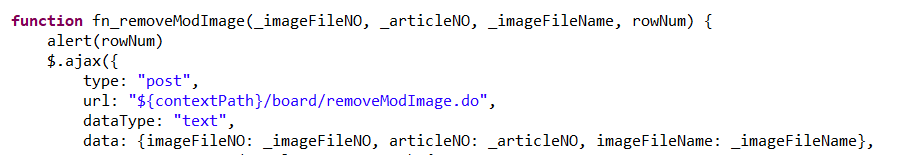 function fn_removeModImage(_imageFileNO, _articleNO, _imageFileName, rowNum) {
alert(rowNum)
$.ajax({
type: "post",
url: "${contextPath}/board/removeModImage.do",
dataType: "text",
data: {imageFileNO: _imageFileNO, articleNO: _articleNO, imageFileName: _imageFileName},